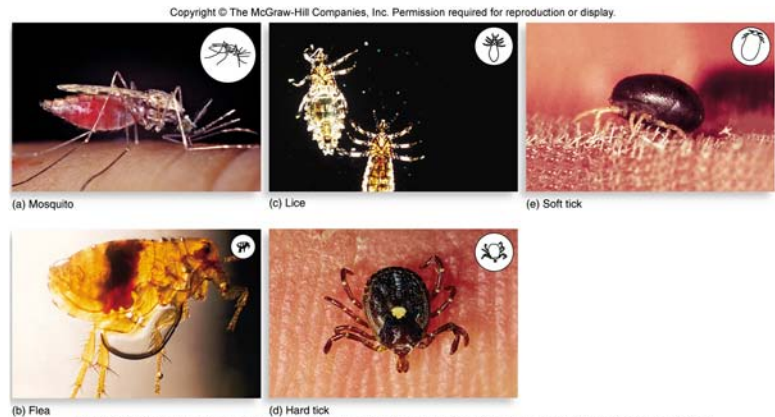 Copyright © The McGraw-Hill Companies, Inc. Permission required for reproduction or display.
(a) Mosquito
(c) Lice
(e) Soft tick
(b) Flea
(d) Hard tick